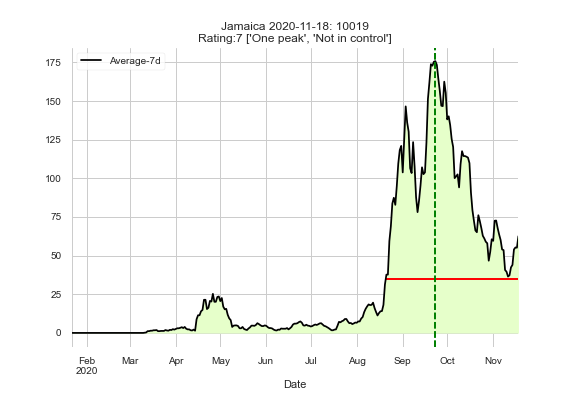 Jamaica 2020-11-18: 10019
Rating:7 ['One peak', 'Not in control']
Average-7d
175
150
125
100
75
50
25
0
Feb Mar Apr May Jun Jul Aug Sep Oct Nov
2020
Date